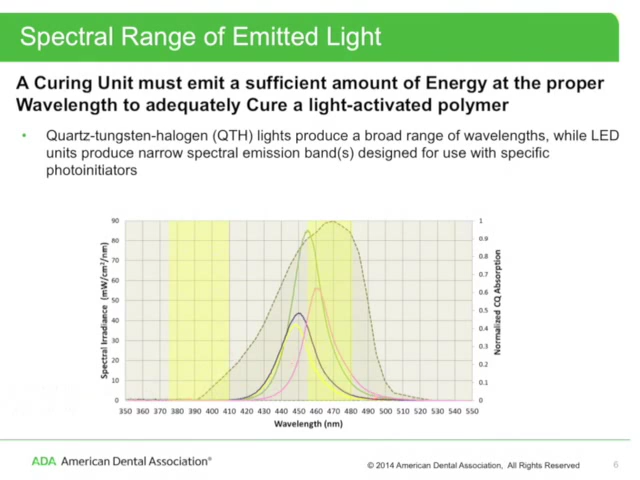 Spectral Range of Emitted Light
A Curing Unit must emit a sufficient amount of Energy at the proper
Wavelength to adequately Cure a light-activated polymer
• Quartz-tungsten-halogen (QTH) lights produce a broad range of wavelengths, while LED
units produce narrow spectral emission band(s) designed for use with specific
photoinitiators
Spectral Irradiance (mW/cm²/nm)
90
80
70
60
50
40
30
20
10
0
1
0.9
0.8
0.7
0.6
0.5
0.4
0.3
0.2
0.1
0
Normalized CQ Absorption
350 360 370 380 390 400 410 420 430 440 450 460 470 480 490 500 510 520 530 540 550
Wavelength (nm)
ADA American Dental Association®
© 2014 American Dental Association, All Rights Reserved
6